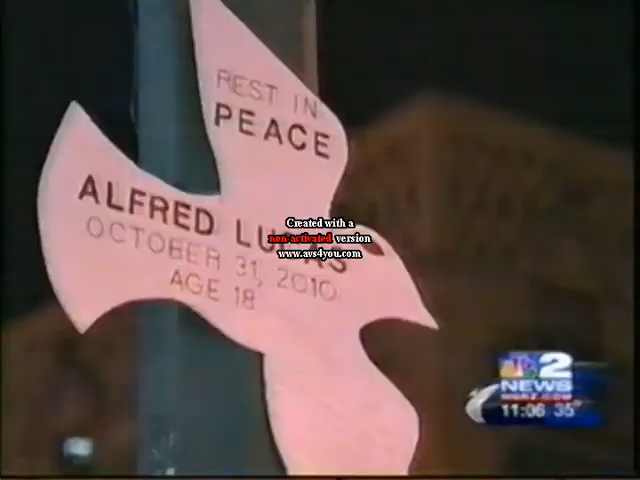 REST IN
PEACE
ALFRED LUCAS
OCTOBER 31, 2010
AGE 18
Created with a
non-activated version
www.avs4you.com
2
NEWS
11:06 35°